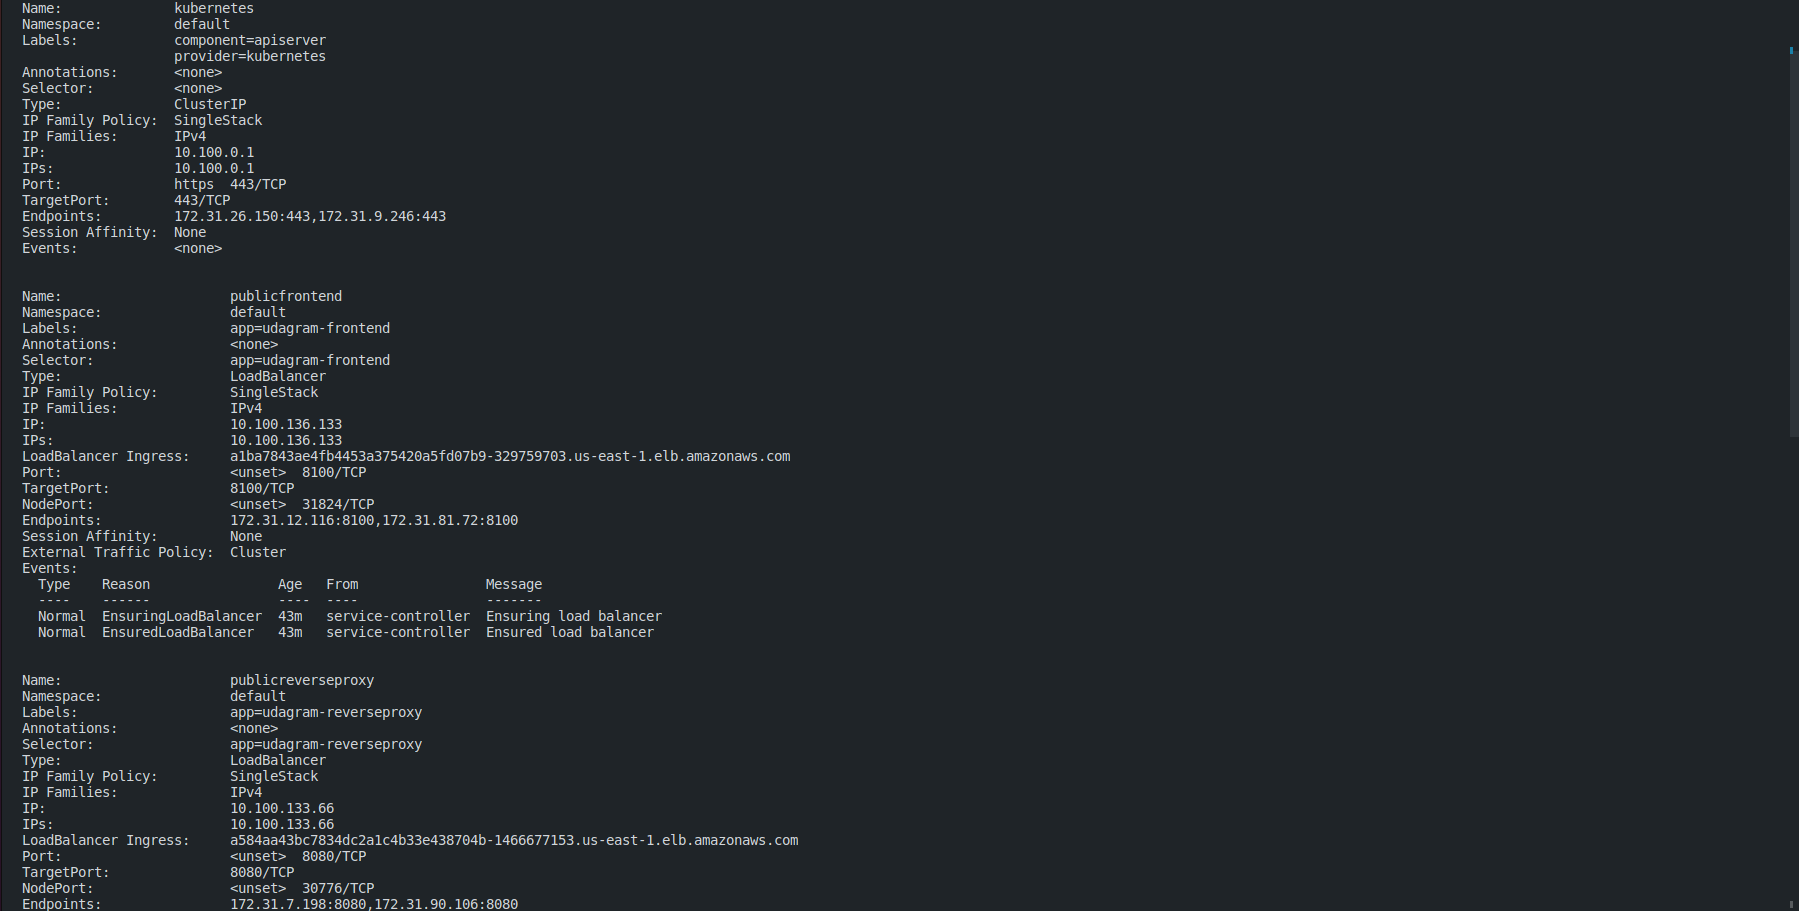 Name:              kubernetes
Namespace:         default
Labels:            component=apiserver
                   provider=kubernetes
Annotations:       <none>
Selector:          <none>
Type:              ClusterIP
IP Family Policy:  SingleStack
IP Families:       IPv4
IP:                10.100.0.1
IPs:               10.100.0.1
Port:              https  443/TCP
TargetPort:        443/TCP
Endpoints:         172.31.26.150:443,172.31.9.246:443
Session Affinity:  None
Events:            <none>
Name:                     publicfrontend
Namespace:                default
Labels:                   app=udagram-frontend
Annotations:              <none>
Selector:                 app=udagram-frontend
Type:                     LoadBalancer
IP Family Policy:         SingleStack
IP Families:              IPv4
IP:                       10.100.136.133
IPs:                      10.100.136.133
LoadBalancer Ingress:     a1ba7843ae4fb4453a375420a5fd07b9-329759703.us-east-1.elb.amazonaws.com
Port:                     <unset>  8100/TCP
TargetPort:               8100/TCP
NodePort:                 <unset>  31824/TCP
Endpoints:                172.31.12.116:8100,172.31.81.72:8100
Session Affinity:         None
External Traffic Policy:  Cluster
Events:
  Type    Reason                Age   From                Message
  ----    ------                ----  ----                -------
  Normal  EnsuringLoadBalancer  43m   service-controller  Ensuring load balancer
  Normal  EnsuredLoadBalancer   43m   service-controller  Ensured load balancer
Name:                     publicreverseproxy
Namespace:                default
Labels:                   app=udagram-reverseproxy
Annotations:              <none>
Selector:                 app=udagram-reverseproxy
Type:                     LoadBalancer
IP Family Policy:         SingleStack
IP Families:              IPv4
IP:                       10.100.133.66
IPs:                      10.100.133.66
LoadBalancer Ingress:     a584aa43bc7834dc2a1c4b33e438704b-1466677153.us-east-1.elb.amazonaws.com
Port:                     <unset>  8080/TCP
TargetPort:               8080/TCP
NodePort:                 <unset>  30776/TCP
Endpoints:                172.31.7.198:8080,172.31.90.106:8080